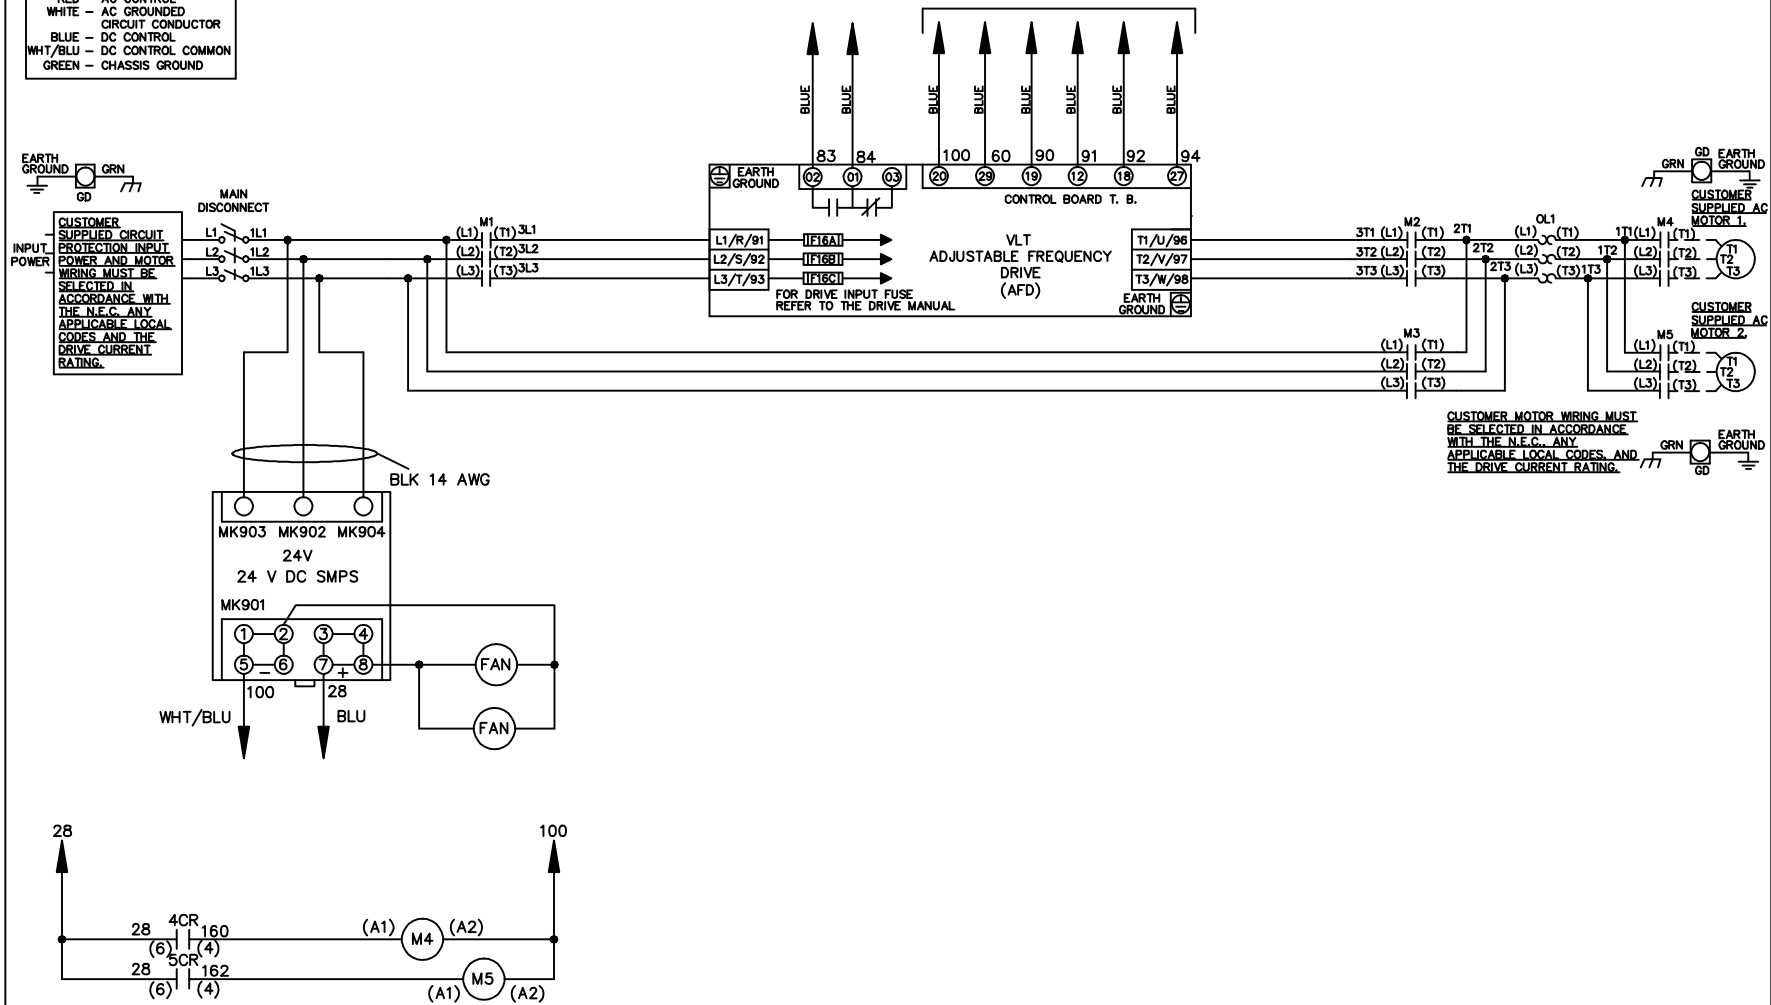 WHITE – AC GROUNDED
CIRCUIT CONDUCTOR
BLUE – DC CONTROL
WHT/BLU – DC CONTROL COMMON
GREEN – CHASSIS GROUND
BLUE BLUE BLUE BLUE BLUE BLUE BLUE BLUE
83 84 100 60 90 91 92 94
EARTH
GROUND
GRN
GD
MAIN
DISCONNECT
INPUT
POWER
CUSTOMER
SUPPLIED CIRCUIT
PROTECTION INPUT
POWER AND MOTOR
WIRING MUST BE
SELECTED IN
ACCORDANCE WITH
THE N.E.C. ANY
APPLICABLE LOCAL
CODES AND THE
DRIVE CURRENT
RATING.
L1 1L1
L2 1L2
L3 1L3
M1
(L1) (T1) 3L1
(L2) (T2) 3L2
(L3) (T3) 3L3
EARTH
GROUND
02 01 03
20 29 19 12 18 27
CONTROL BOARD T. B.
L1/R/91
L2/S/92
L3/T/93
F16A
F16B
F16C
FOR DRIVE INPUT FUSE
REFER TO THE DRIVE MANUAL
VLT
ADJUSTABLE FREQUENCY
DRIVE
(AFD)
T1/U/96
T2/V/97
T3/W/98
EARTH
GROUND
M2
3T1 (L1) (T1) 2T1
3T2 (L2) (T2) 2T2
3T3 (L3) (T3) 2T3
OL1
(L1) (T1) 1T1
(L2) (T2) 1T2
(L3) (T3) 1T3
M4
(L1) (T1)
(L2) (T2)
(L3) (T3)
T1
T2
T3
GRN
GD
EARTH
GROUND
CUSTOMER
SUPPLIED AC
MOTOR 1.
M3
(L1) (T1)
(L2) (T2)
(L3) (T3)
CUSTOMER
SUPPLIED AC
MOTOR 2.
M5
(L1) (T1)
(L2) (T2)
(L3) (T3)
T1
T2
T3
CUSTOMER MOTOR WIRING MUST
BE SELECTED IN ACCORDANCE
WITH THE N.E.C., ANY
APPLICABLE LOCAL CODES, AND
THE DRIVE CURRENT RATING.
GRN
GD
EARTH
GROUND
BLK 14 AWG
MK903 MK902 MK904
24V
24 V DC SMPS
MK901
1 2 3 4
5 6 7 8
– +
100 28
WHT/BLU BLU
FAN
FAN
28 100
28 4CR 160 (A1) M4 (A2)
(6) (4)
28 5CR 162 (A1) M5 (A2)
(6) (4)